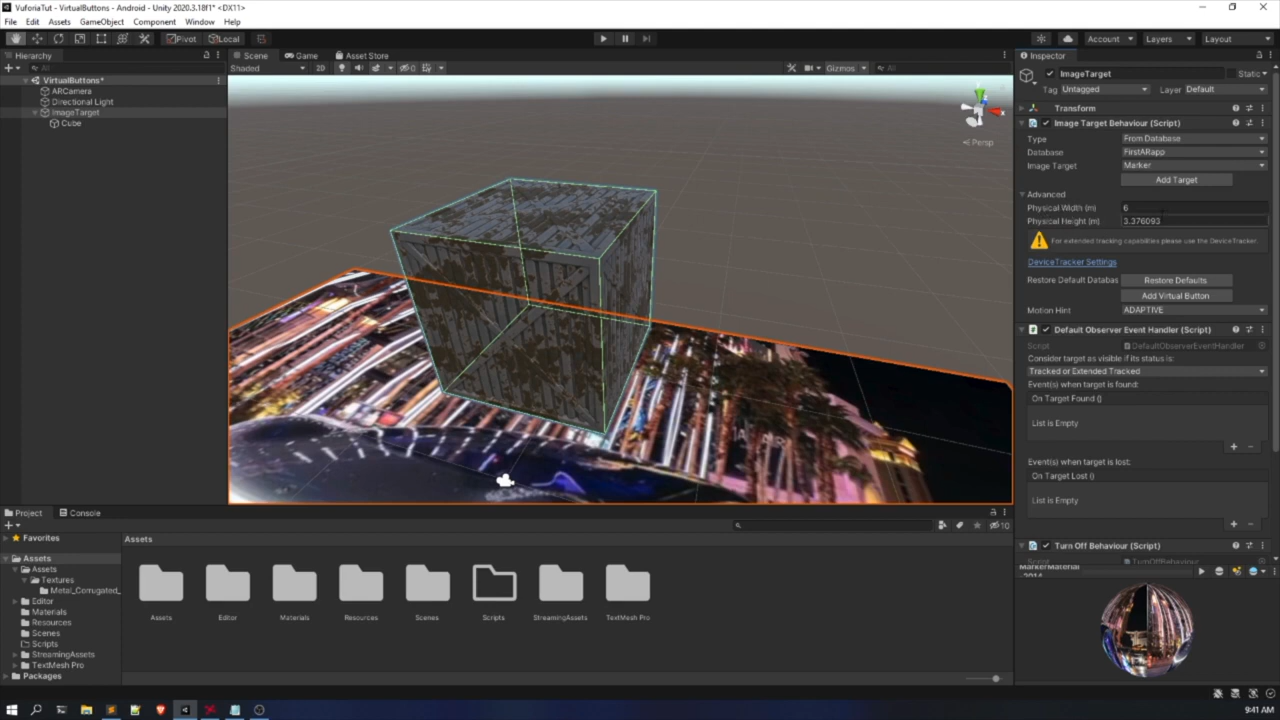 VuforiaTut - VirtualButtons - Android - Unity 2020.3.18f1* <DX11>
File Edit Assets GameObject Component Window Help
Pivot Local Account Layers Layout
Hierarchy
All
VirtualButtons*
ARCamera
Directional Light
ImageTarget
Cube
Scene Game Asset Store
Shaded 2D 0 Gizmos All
x
Persp
Inspector
ImageTarget Static
Tag Untagged Layer Default
Transform
Image Target Behaviour (Script)
Type From Database
Database FirstARapp
Image Target Marker
Add Target
Advanced
Physical Width (m) 6
Physical Height (m) 3.376093
For extended tracking capabilities please use the DeviceTracker.
DeviceTracker Settings
Restore Default Databas Restore Defaults
Add Virtual Button
Motion Hint ADAPTIVE
Default Observer Event Handler (Script)
Script DefaultObserverEventHandler
Consider target as visible if its status is:
Tracked or Extended Tracked
Event(s) when target is found:
On Target Found ()
List is Empty
Event(s) when target is lost:
On Target Lost ()
List is Empty
Turn Off Behaviour (Script)
Script TurnOffBehaviour
Project Console
10
Favorites
Assets
Assets
Textures
Metal_Corrugated_
Editor
Materials
Resources
Scenes
Scripts
StreamingAssets
TextMesh Pro
Packages
Assets
Assets Editor Materials Resources Scenes Scripts StreamingAssets TextMesh Pro
9:41 AM